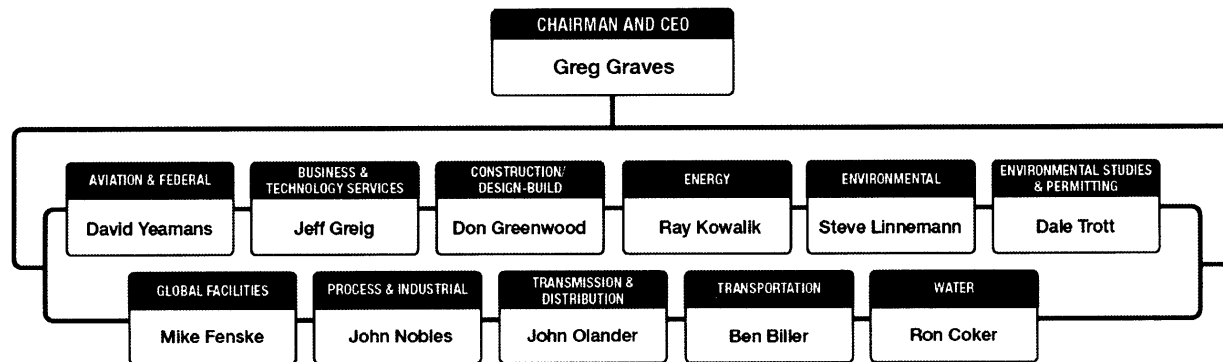 CHAIRMAN AND CEO
Greg Graves
AVIATION & FEDERAL
David Yeamans
BUSINESS &
TECHNOLOGY SERVICES
Jeff Greig
CONSTRUCTION/
DESIGN-BUILD
Don Greenwood
ENERGY
Ray Kowalik
ENVIRONMENTAL
Steve Linnemann
ENVIRONMENTAL STUDIES
& PERMITTING
Dale Trott
GLOBAL FACILITIES
Mike Fenske
PROCESS & INDUSTRIAL
John Nobles
TRANSMISSION &
DISTRIBUTION
John Olander
TRANSPORTATION
Ben Biller
WATER
Ron Coker